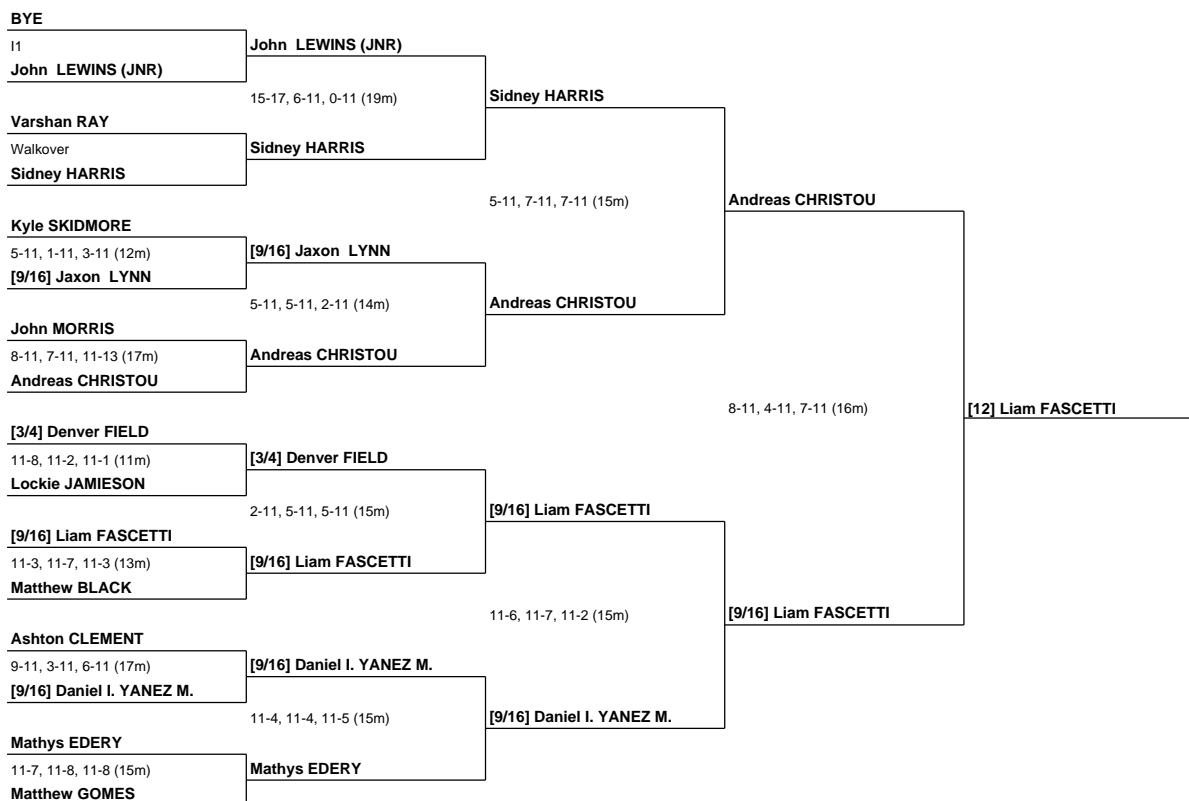 BYE
I1
John  LEWINS (JNR)
John  LEWINS (JNR)
15-17, 6-11, 0-11 (19m)
Sidney HARRIS
Varshan RAY
Walkover
Sidney HARRIS
Sidney HARRIS
5-11, 7-11, 7-11 (15m)
Andreas CHRISTOU
Kyle SKIDMORE
5-11, 1-11, 3-11 (12m)
[9/16] Jaxon  LYNN
[9/16] Jaxon  LYNN
5-11, 5-11, 2-11 (14m)
Andreas CHRISTOU
John MORRIS
8-11, 7-11, 11-13 (17m)
Andreas CHRISTOU
Andreas CHRISTOU
8-11, 4-11, 7-11 (16m)
[12] Liam FASCETTI
[3/4] Denver FIELD
11-8, 11-2, 11-1 (11m)
Lockie JAMIESON
[3/4] Denver FIELD
2-11, 5-11, 5-11 (15m)
[9/16] Liam FASCETTI
[9/16] Liam FASCETTI
11-3, 11-7, 11-3 (13m)
Matthew BLACK
[9/16] Liam FASCETTI
11-6, 11-7, 11-2 (15m)
[9/16] Liam FASCETTI
Ashton CLEMENT
9-11, 3-11, 6-11 (17m)
[9/16] Daniel I. YANEZ M.
[9/16] Daniel I. YANEZ M.
11-4, 11-4, 11-5 (15m)
[9/16] Daniel I. YANEZ M.
Mathys EDERY
11-7, 11-8, 11-8 (15m)
Matthew GOMES
Mathys EDERY